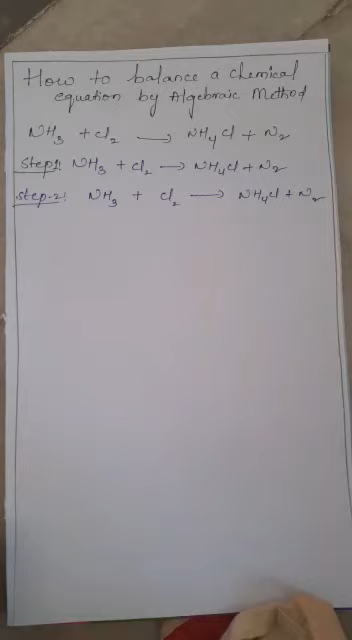 How to balance a chemical
equation by Algebraic Method
NH3 + cl2 → NH4cl + N2
Step1: NH3 + cl2 → NH4cl + N2
Step-2: NH3 + cl2 → NH4cl + N2